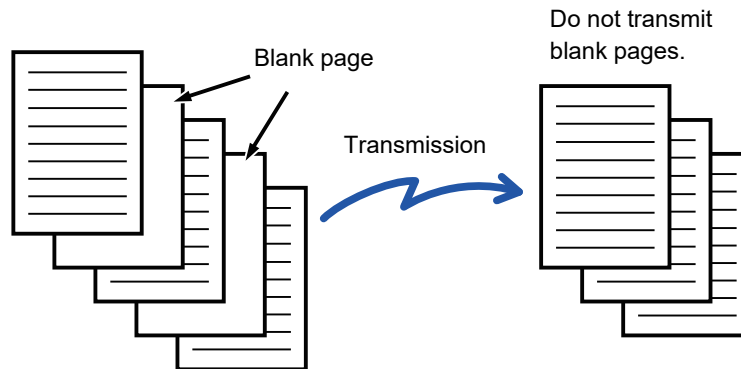 Do not transmit
blank pages.
Blank page
Transmission